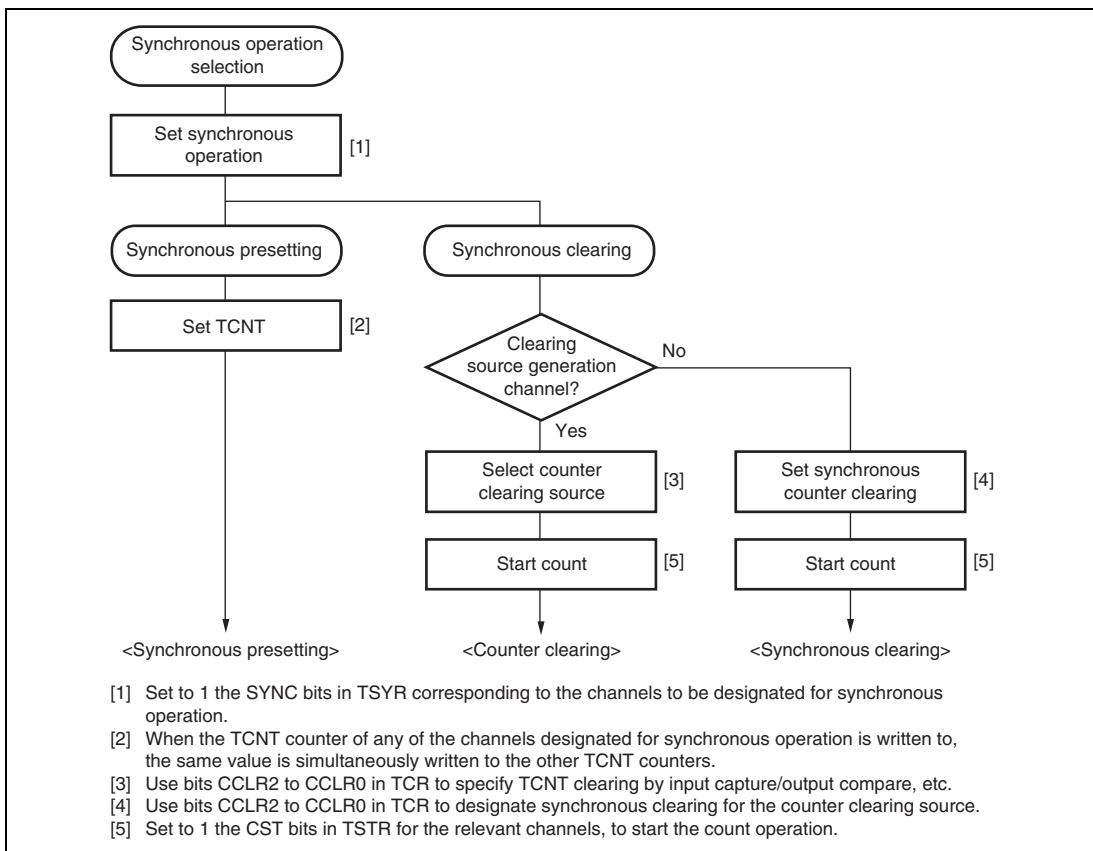 Synchronous operation
selection
Set synchronous
operation
[1]
Synchronous presetting
Synchronous clearing
Set TCNT
[2]
Clearing
source generation
channel?
No
Yes
Select counter
clearing source
[3]
Set synchronous
counter clearing
[4]
Start count
[5]
Start count
[5]
<Synchronous presetting>
<Counter clearing>
<Synchronous clearing>
[1] Set to 1 the SYNC bits in TSYR corresponding to the channels to be designated for synchronous
operation.
[2] When the TCNT counter of any of the channels designated for synchronous operation is written to,
the same value is simultaneously written to the other TCNT counters.
[3] Use bits CCLR2 to CCLR0 in TCR to specify TCNT clearing by input capture/output compare, etc.
[4] Use bits CCLR2 to CCLR0 in TCR to designate synchronous clearing for the counter clearing source.
[5] Set to 1 the CST bits in TSTR for the relevant channels, to start the count operation.